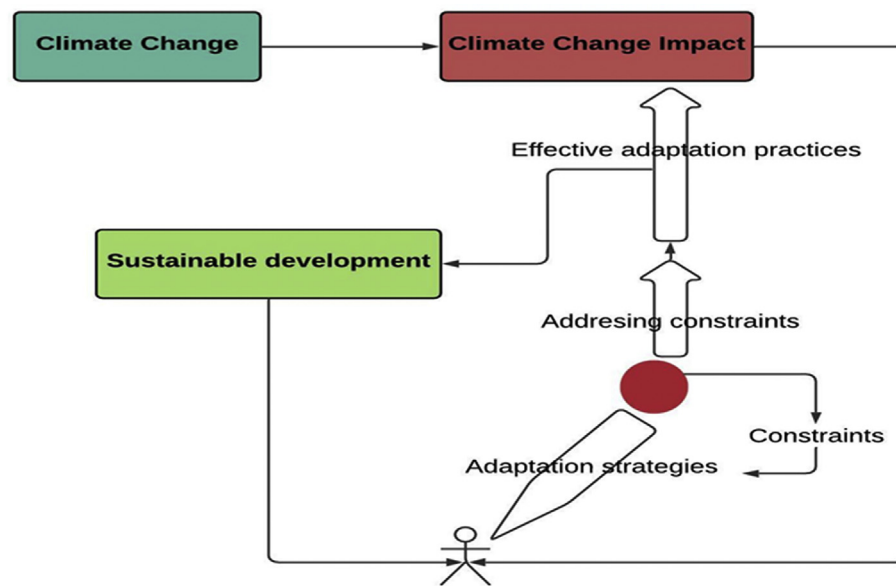 Climate Change
Climate Change Impact
Effective adaptation practices
Sustainable development
Addresing constraints
Constraints
Adaptation strategies